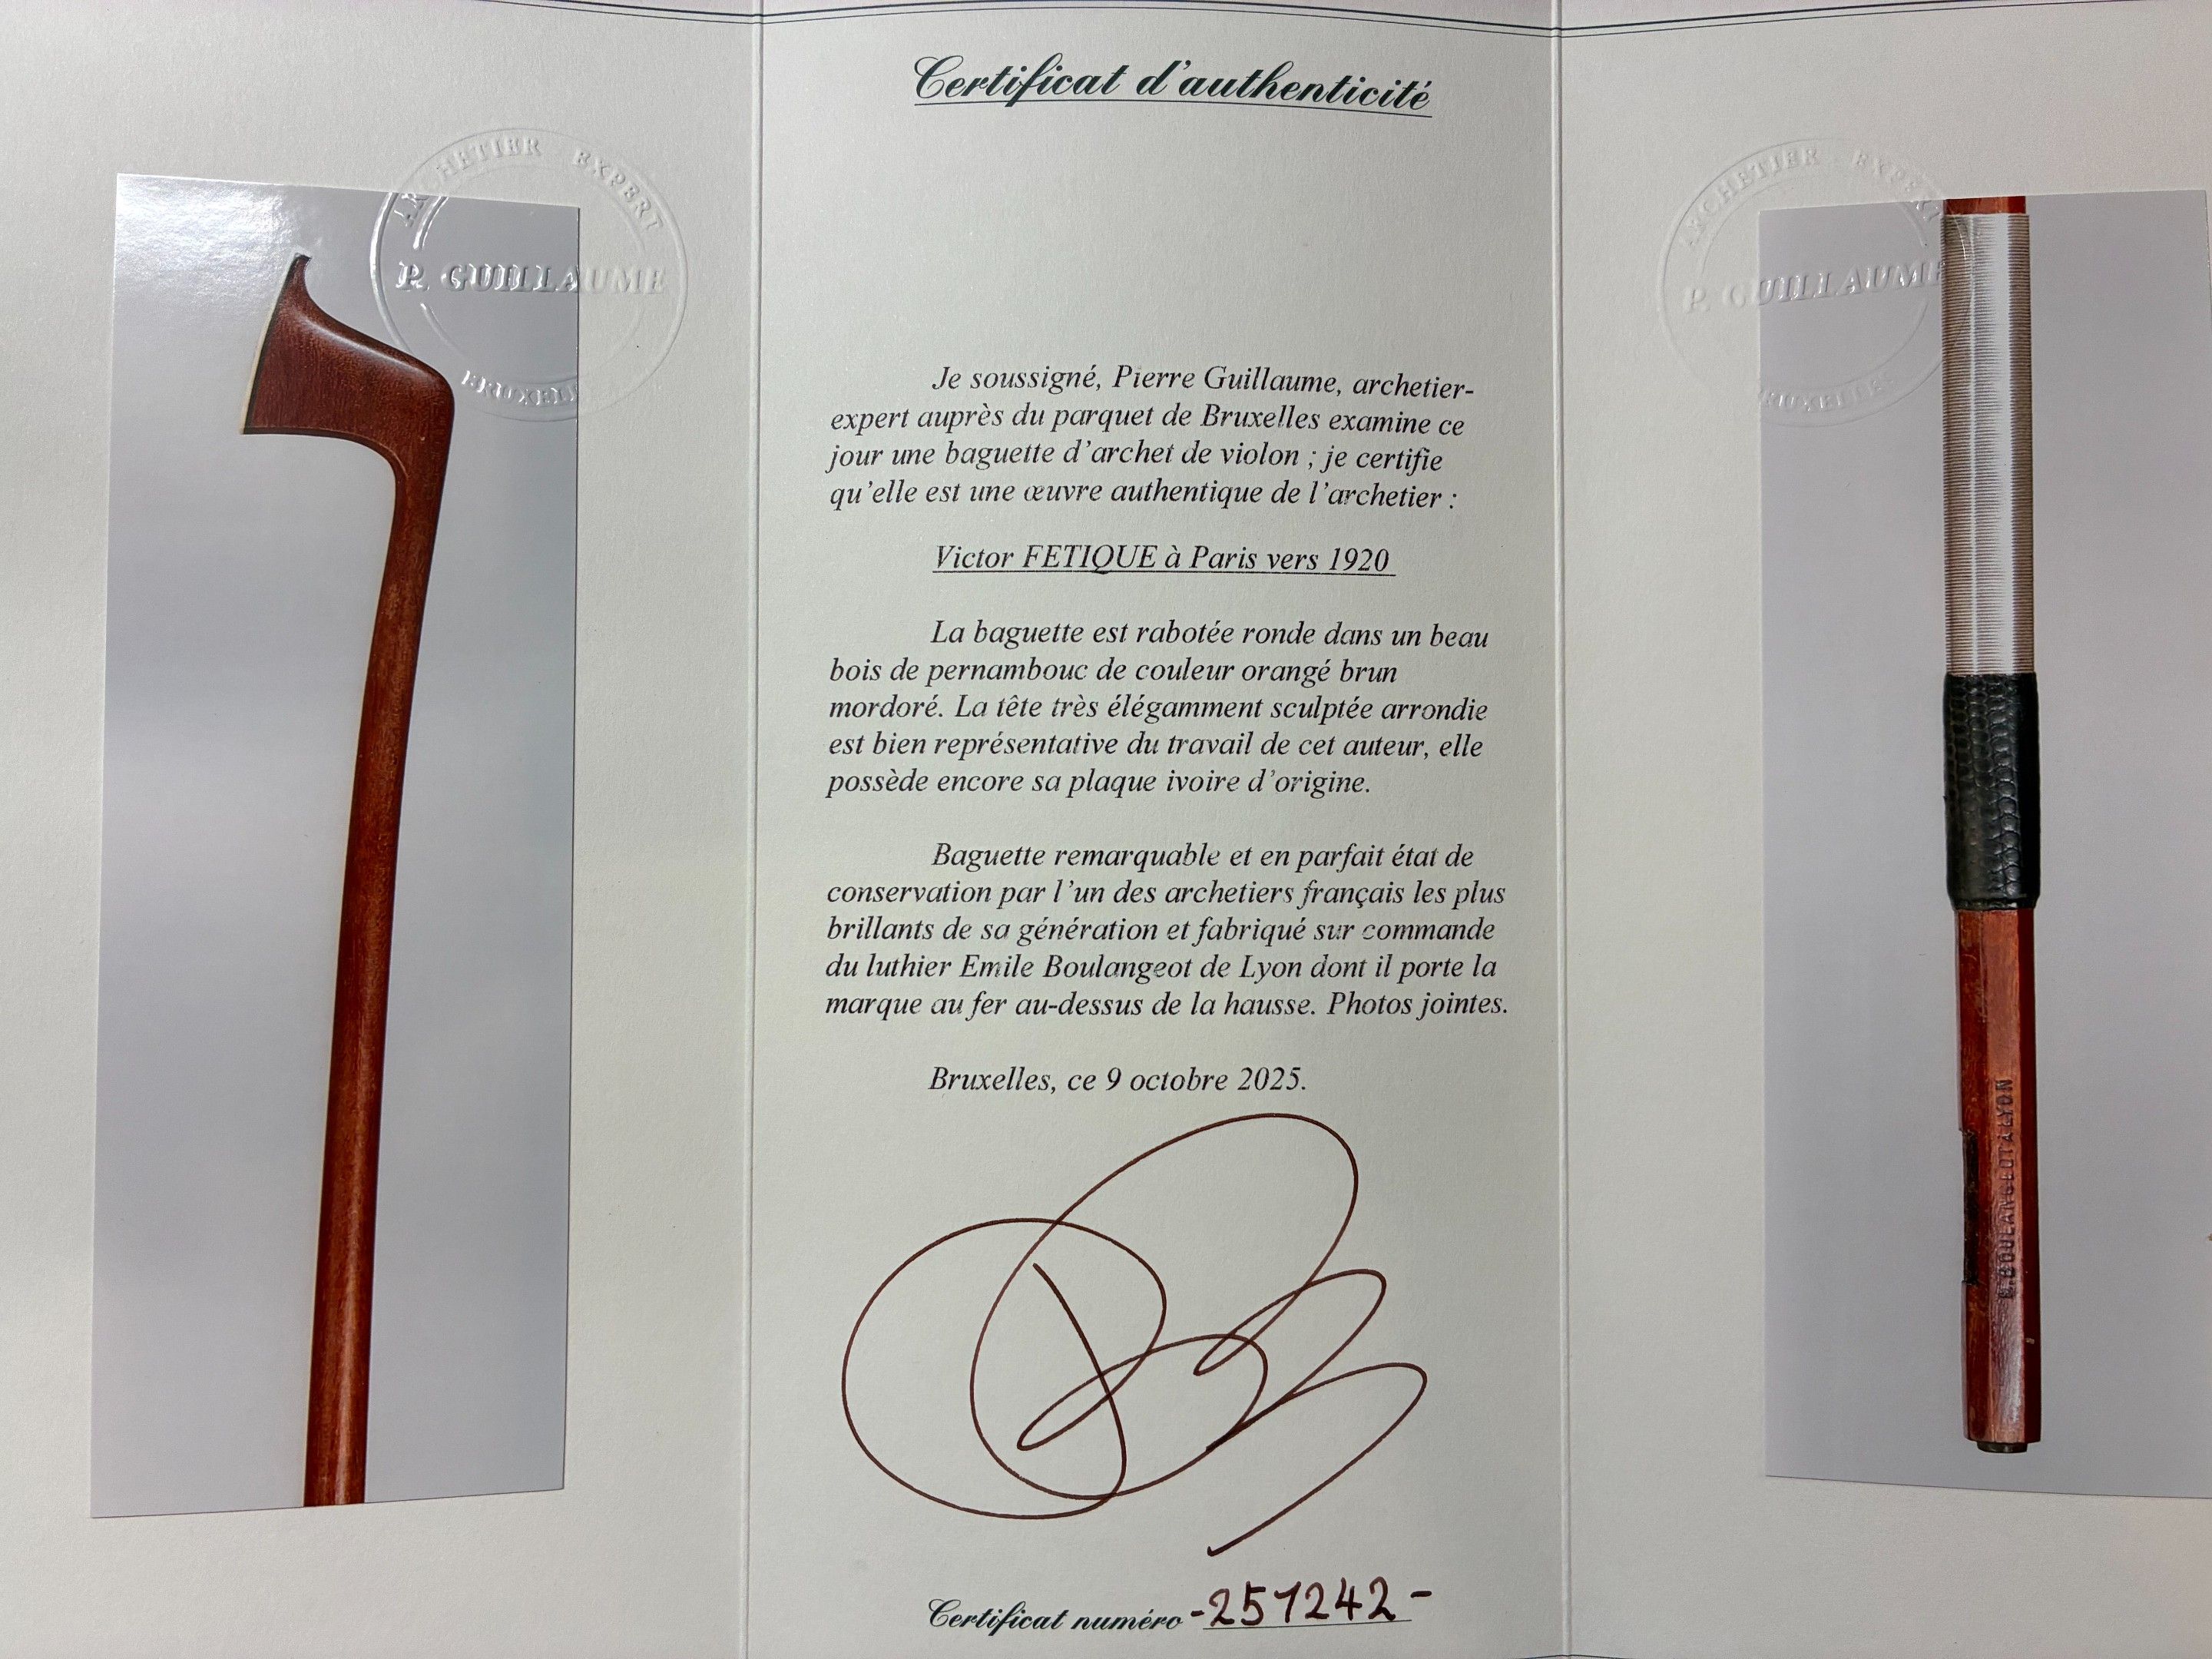 Certificat d'authenticité
ARCHETIER EXPERT
P. GUILLAUME
BRUXELLES
Je soussigné, Pierre Guillaume, archetier-
expert auprès du parquet de Bruxelles examine ce
jour une baguette d'archet de violon ; je certifie
qu'elle est une œuvre authentique de l'archetier :
Victor FETIQUE à Paris vers 1920
La baguette est rabotée ronde dans un beau
bois de pernambouc de couleur orangé brun
mordoré. La tête très élégamment sculptée arrondie
est bien représentative du travail de cet auteur, elle
possède encore sa plaque ivoire d'origine.
Baguette remarquable et en parfait état de
conservation par l'un des archetiers français les plus
brillants de sa génération et fabriqué sur commande
du luthier Emile Boulangeot de Lyon dont il porte la
marque au fer au-dessus de la hausse. Photos jointes.
Bruxelles, ce 9 octobre 2025.
Certificat numéro -251242-
ARCHETIER EXPERT
P. GUILLAUME
BRUXELLES
E.BOULANGEOT A LYON